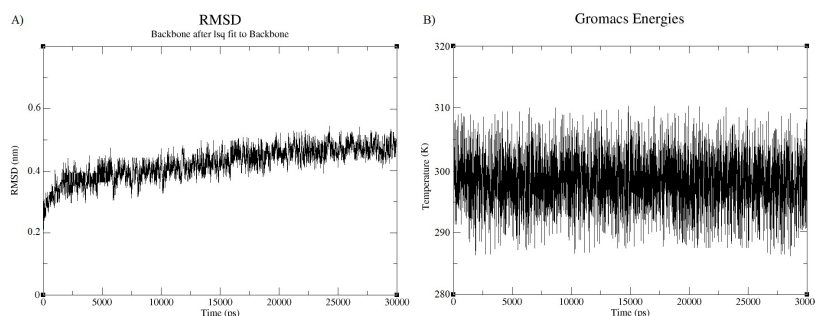 A)
RMSD
Backbone after lsq fit to Backbone
0.6
0.4
0.2
0
RMSD (nm)
0 5000 10000 15000 20000 25000 30000
Time (ps)
B)
Gromacs Energies
320
310
300
290
280
Temperature (K)
0 5000 10000 15000 20000 25000 3000
Time (ps)